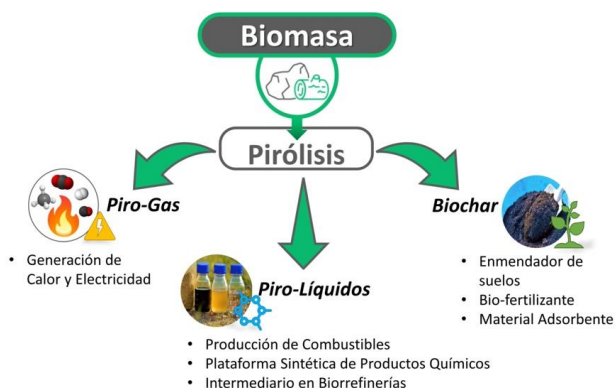 Biomasa
Pirólisis
Piro-Gas
• Generación de
Calor y Electricidad
Piro-Líquidos
• Producción de Combustibles
• Plataforma Sintética de Productos Químicos
• Intermediario en Biorrefinerías
Biochar
• Enmendador de
suelos
• Bio-fertilizante
• Material Adsorbente